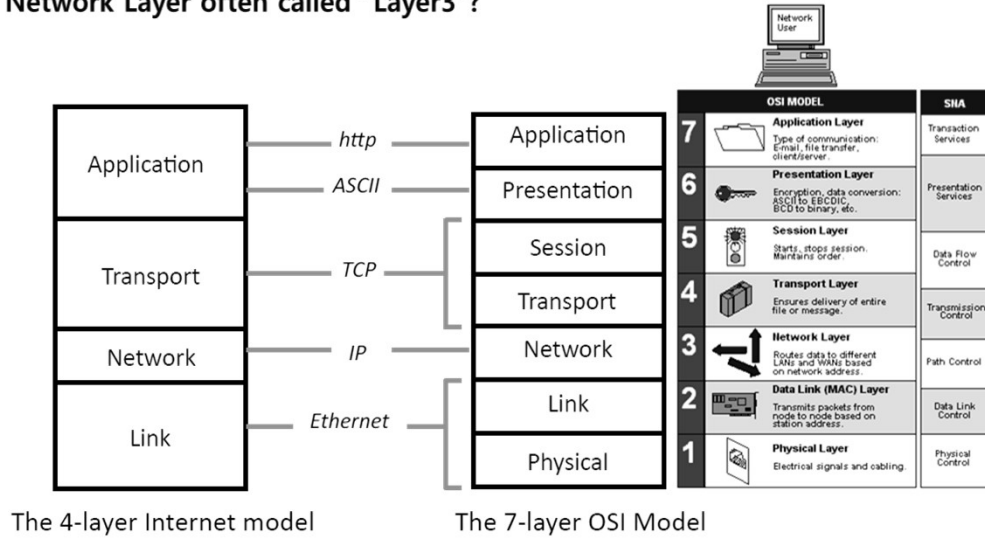 Network Layer often called "Layer3"?
Network
User
Application
Transport
Network
Link
The 4-layer Internet model
http
ASCII
TCP
IP
Ethernet
Application
Presentation
Session
Transport
Network
Link
Physical
The 7-layer OSI Model
OSI MODEL
SNA
7
Application Layer
Type of communication:
E-mail, file transfer,
client/server.
Transaction
Services
6
Presentation Layer
Encryption, data conversion:
ASCII to EBCDIC,
BCD to binary, etc.
Presentation
Services
5
Session Layer
Starts, stops session.
Maintains order.
Data Flow
Control
4
Transport Layer
Ensures delivery of entire
file or message.
Transmission
Control
3
Network Layer
Routes data to different
LANs and WANs based
on network address.
Path Control
2
Data Link (MAC) Layer
Transmits packets from
node to node based on
station address.
Data Link
Control
1
Physical Layer
Electrical signals and cabling.
Physical
Control